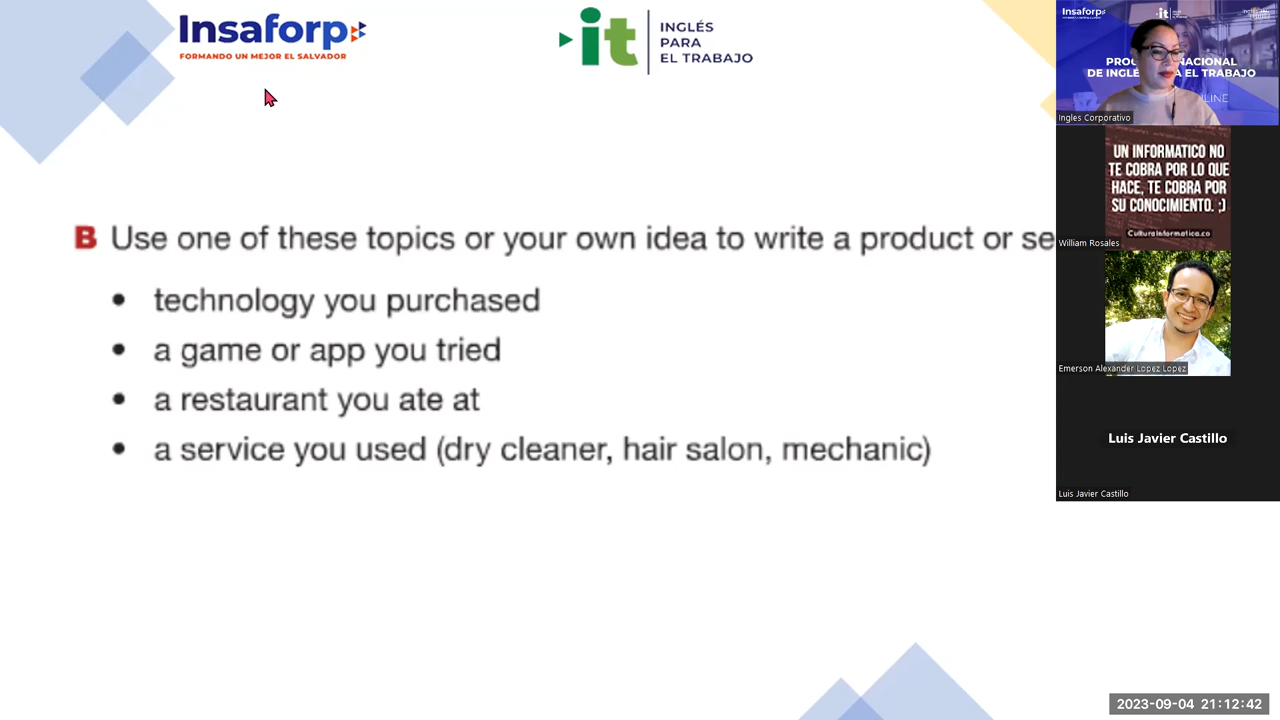 Insaforp
FORMANDO UN MEJOR EL SALVADOR
it
INGLÉS
PARA
EL TRABAJO
B Use one of these topics or your own idea to write a product or se
• technology you purchased
• a game or app you tried
• a restaurant you ate at
• a service you used (dry cleaner, hair salon, mechanic)
Insaforp
it
Ingles Corporativo
UN INFORMATICO NO
TE COBRA POR LO QUE
HACE, TE COBRA POR
SU CONOCIMIENTO. ;)
CulturaInformatica.co
William Rosales
Emerson Alexander Lopez Lopez
Luis Javier Castillo
Luis Javier Castillo
2023-09-04 21:12:42